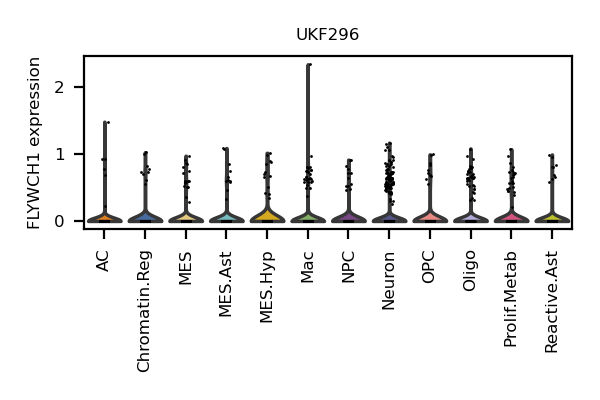 UKF296
FLYWCH1 expression
2
1
0
AC
Chromatin.Reg
MES
MES.Ast
MES.Hyp
Mac
NPC
Neuron
OPC
Oligo
Prolif.Metab
Reactive.Ast